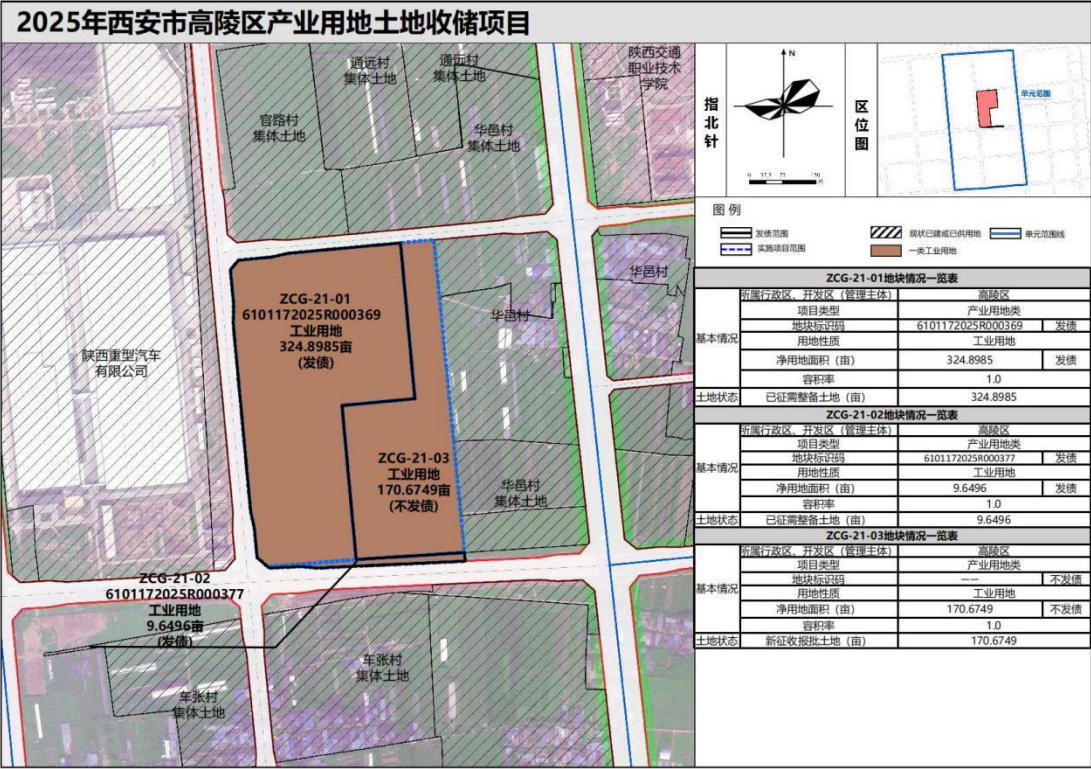 2025年西安市高陵区产业用地土地收储项目
通远村
集体土地
通远村
集体土地
陕西交通
职业技术
学院
官路村
集体土地
华邑村
集体土地
ZCG-21-01
6101172025R000369
工业用地
324.8985亩
(发债)
陕西重型汽车
有限公司
华邑村
华邑村
ZCG-21-03
工业用地
170.6749亩
(不发债)
华邑村
集体土地
ZCG-21-02
6101172025R000377
工业用地
9.6496亩
(发债)
车张村
集体土地
车张村
集体土地
指北针
N
区位图
单元范围
图 例
发债范围
现状已建或已供用地
单元范围线
实施项目范围
一类工业用地
ZCG-21-01地块情况一览表
基本情况
所属行政区、开发区（管理主体） 高陵区
项目类型 产业用地类
地块标识码 6101172025R000369 发债
用地性质 工业用地
净用地面积（亩） 324.8985 发债
容积率 1.0
土地状态 已征需整备土地（亩） 324.8985
ZCG-21-02地块情况一览表
基本情况
所属行政区、开发区（管理主体） 高陵区
项目类型 产业用地类
地块标识码 6101172025R000377 发债
用地性质 工业用地
净用地面积（亩） 9.6496 发债
容积率 1.0
土地状态 已征需整备土地（亩） 9.6496
ZCG-21-03地块情况一览表
基本情况
所属行政区、开发区（管理主体） 高陵区
项目类型 产业用地类
地块标识码 —— 不发债
用地性质 工业用地
净用地面积（亩） 170.6749 不发债
容积率 1.0
土地状态 新征收报批土地（亩） 170.6749